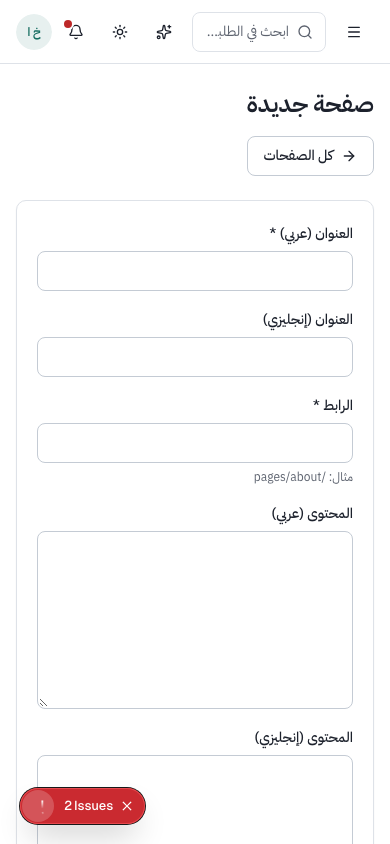 ابحث في الطلبـ...
خ ا
صفحة جديدة
كل الصفحات
العنوان (عربي) *
العنوان (إنجليزي)
الرابط *
مثال: /pages/about
المحتوى (عربي)
المحتوى (إنجليزي)
! 2 Issues